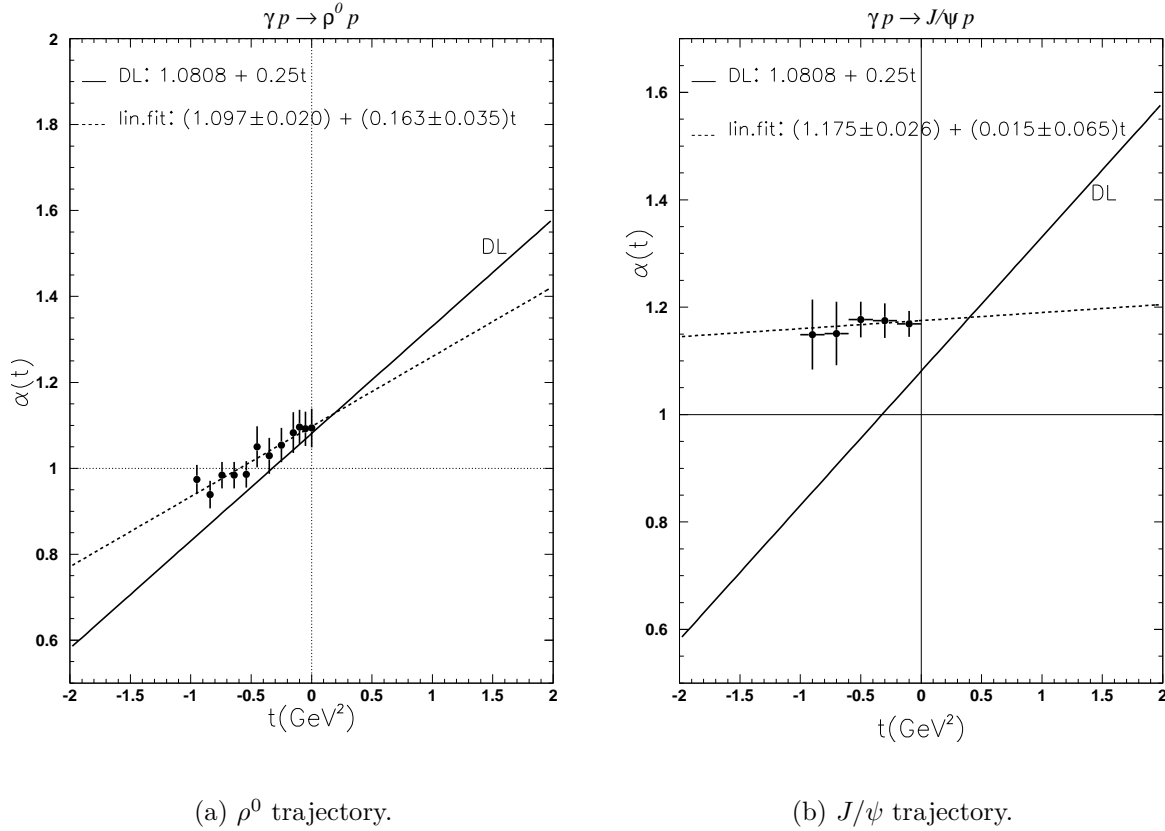 γ p → ρ⁰ p
DL: 1.0808 + 0.25t
lin.fit: (1.097±0.020) + (0.163±0.035)t
DL
α(t)
2
1.8
1.6
1.4
1.2
1
0.8
0.6
-2 -1.5 -1 -0.5 0 0.5 1 1.5 2
t(GeV²)
(a) ρ⁰ trajectory.
γ p → J/ψ p
DL: 1.0808 + 0.25t
lin.fit: (1.175±0.026) + (0.015±0.065)t
DL
α(t)
1.6
1.4
1.2
1
0.8
0.6
-2 -1.5 -1 -0.5 0 0.5 1 1.5 2
t(GeV²)
(b) J/ψ trajectory.